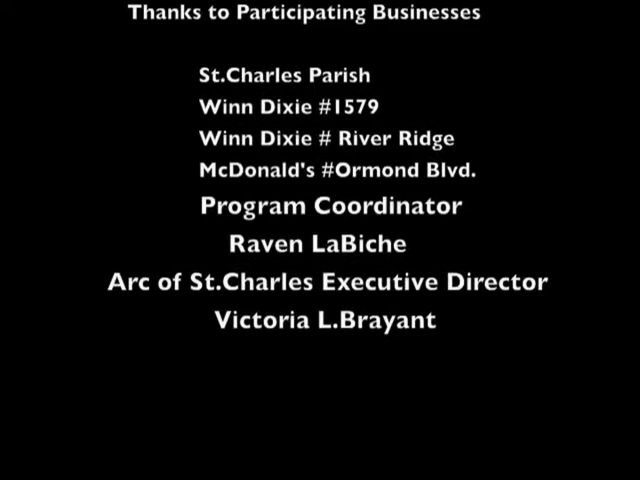 Thanks to Participating Businesses
St.Charles Parish
Winn Dixie #1579
Winn Dixie # River Ridge
McDonald's #Ormond Blvd.
Program Coordinator
Raven LaBiche
Arc of St.Charles Executive Director
Victoria L.Brayant